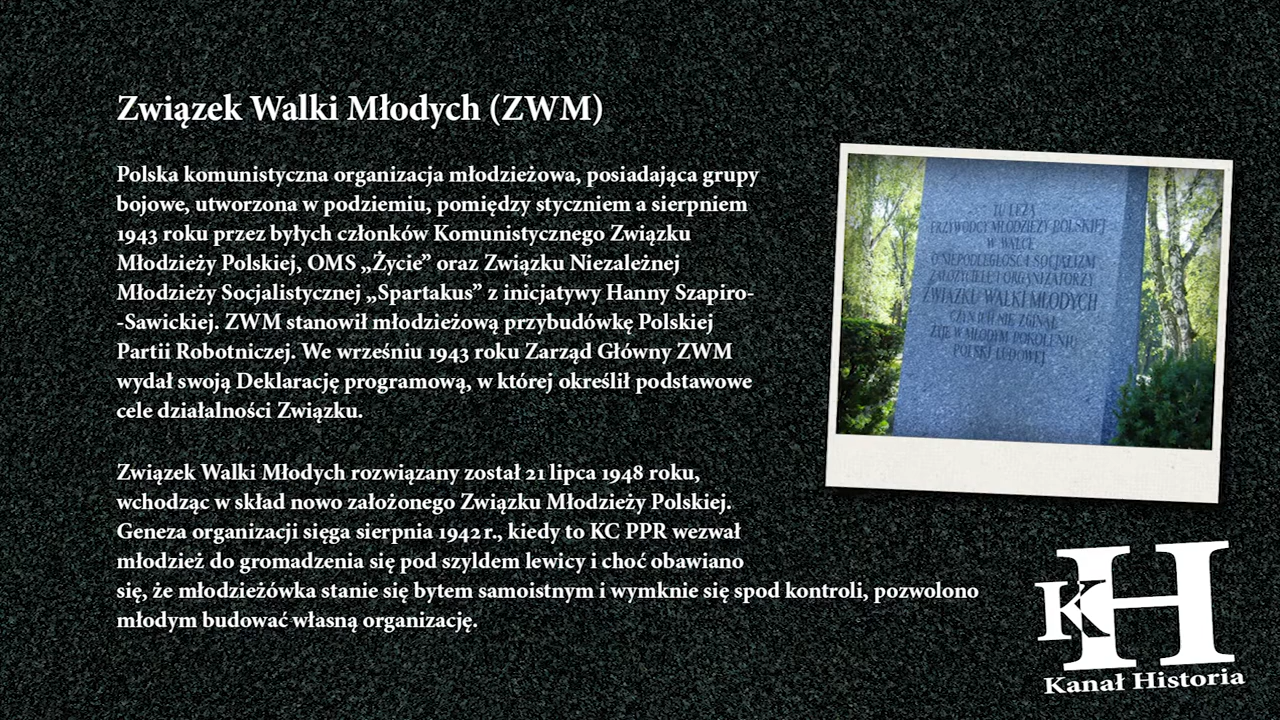 Związek Walki Młodych (ZWM)
Polska komunistyczna organizacja młodzieżowa, posiadająca grupy
bojowe, utworzona w podziemiu, pomiędzy styczniem a sierpniem
1943 roku przez byłych członków Komunistycznego Związku
Młodzieży Polskiej, OMS „Życie” oraz Związku Niezależnej
Młodzieży Socjalistycznej „Spartakus” z inicjatywy Hanny Szapiro-
-Sawickiej. ZWM stanowił młodzieżową przybudówkę Polskiej
Partii Robotniczej. We wrześniu 1943 roku Zarząd Główny ZWM
wydał swoją Deklarację programową, w której określił podstawowe
cele działalności Związku.
Związek Walki Młodych rozwiązany został 21 lipca 1948 roku,
wchodząc w skład nowo założonego Związku Młodzieży Polskiej.
Geneza organizacji sięga sierpnia 1942 r., kiedy to KC PPR wezwał
młodzież do gromadzenia się pod szyldem lewicy i choć obawiano
się, że młodzieżówka stanie się bytem samoistnym i wymknie się spod kontroli, pozwolono
młodym budować własną organizację.
TU LEŻĄ
PRZYWÓDCY MŁODZIEŻY POLSKIEJ
W WALCE
O NIEPODLEGŁOŚĆ I SOCJALIZM
ZAŁOŻYCIELE I ORGANIZATORZY
ZWIĄZKU WALKI MŁODYCH
CZYN ICH NIE ZGINĄŁ
ŻYJE W MŁODYM POKOLENIU
POLSKI LUDOWEJ
KH
Kanał Historia